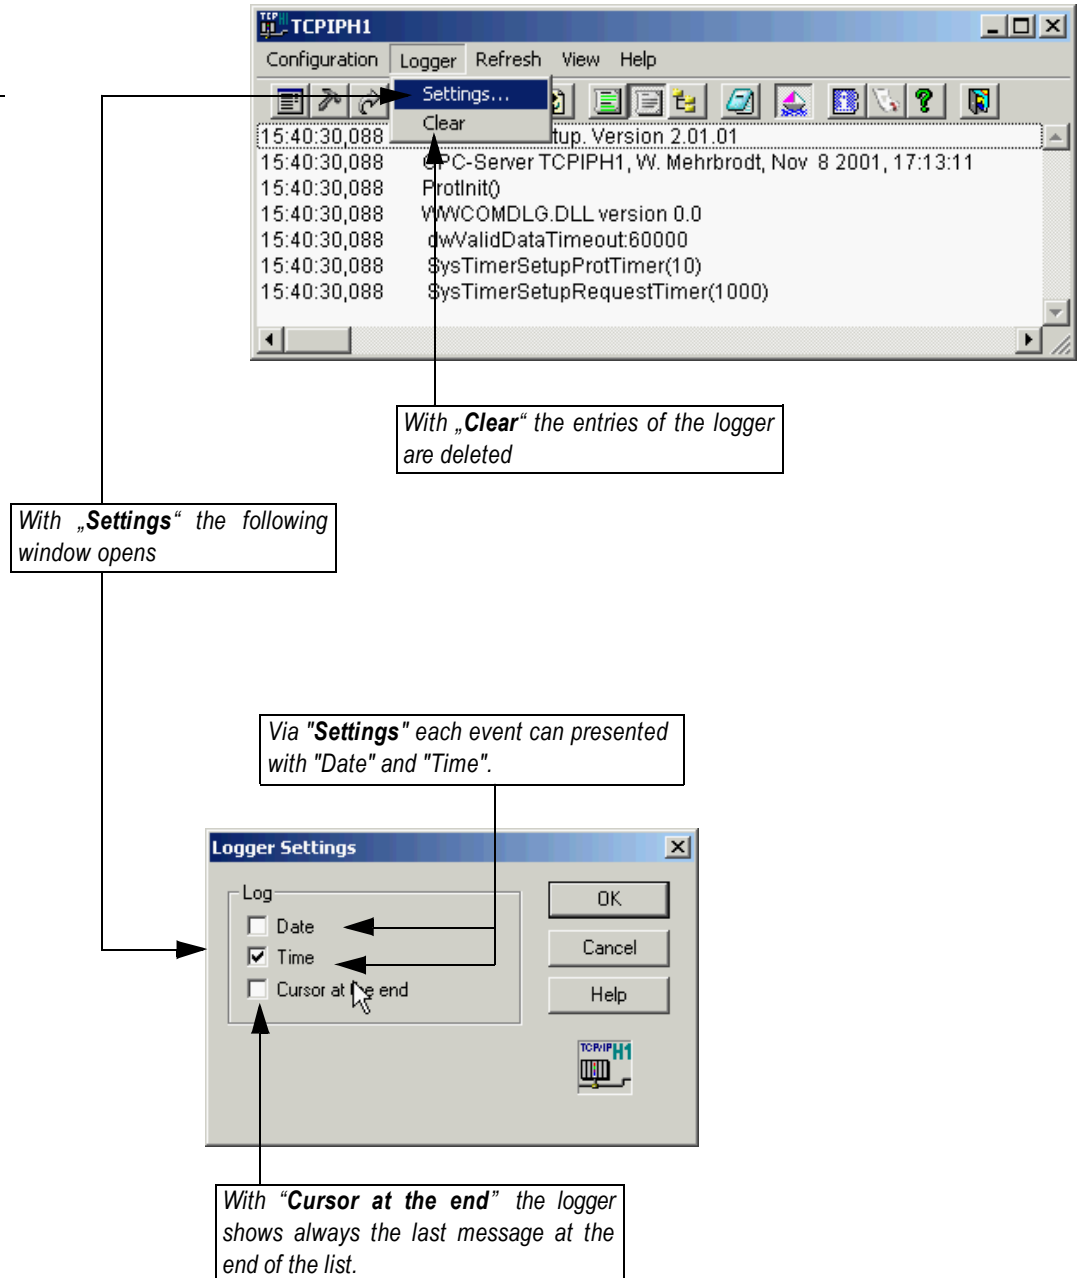 TCPIPH1
Configuration Logger Refresh View Help
Settings...
Clear
15:40:30,088 tup. Version 2.01.01
15:40:30,088 OPC-Server TCPIPH1, W. Mehrbrodt, Nov 8 2001, 17:13:11
15:40:30,088 ProtInit()
15:40:30,088 WWCOMDLG.DLL version 0.0
15:40:30,088 dwValidDataTimeout:60000
15:40:30,088 SysTimerSetupProtTimer(10)
15:40:30,088 SysTimerSetupRequestTimer(1000)
With „Clear“ the entries of the logger
are deleted
With „Settings“ the following
window opens
Via "Settings" each event can presented
with "Date" and "Time".
Logger Settings
Log
Date
Time
Cursor at the end
OK
Cancel
Help
TCP/IP H1
With “Cursor at the end” the logger
shows always the last message at the
end of the list.